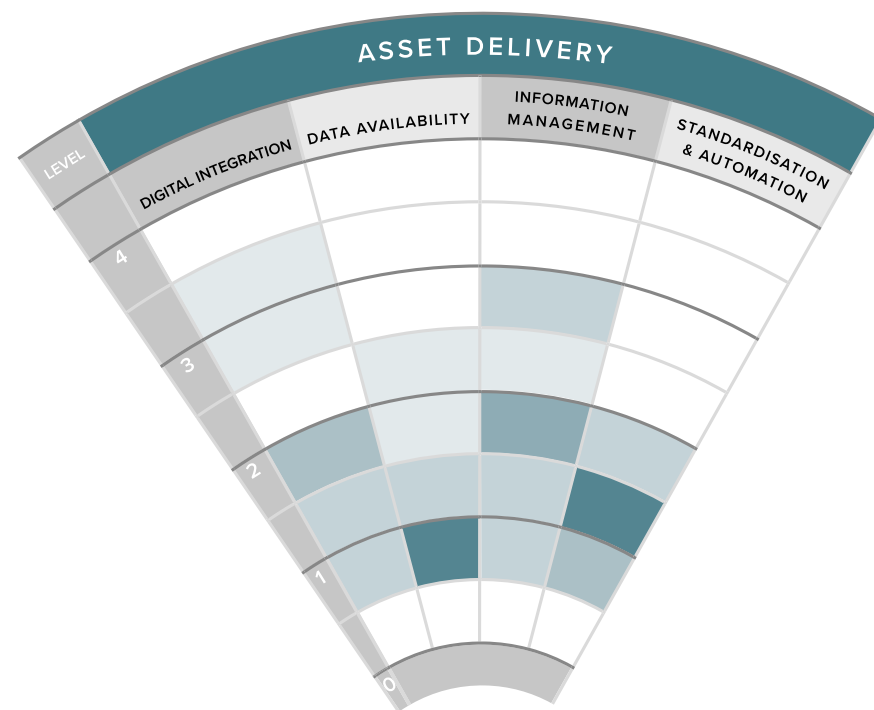 ASSET DELIVERY
LEVEL
DIGITAL INTEGRATION
DATA AVAILABILITY
INFORMATION
MANAGEMENT
STANDARDISATION
& AUTOMATION
4
3
2
1
0